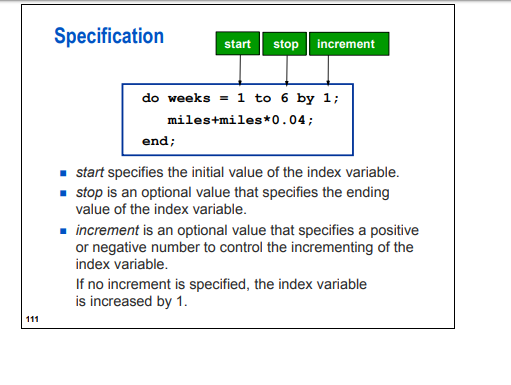 Specification
start stop increment
do weeks = 1 to 6 by 1;
miles+miles*0.04;
end;
start specifies the initial value of the index variable.
stop is an optional value that specifies the ending
value of the index variable.
increment is an optional value that specifies a positive
or negative number to control the incrementing of the
index variable.
If no increment is specified, the index variable
is increased by 1.
111